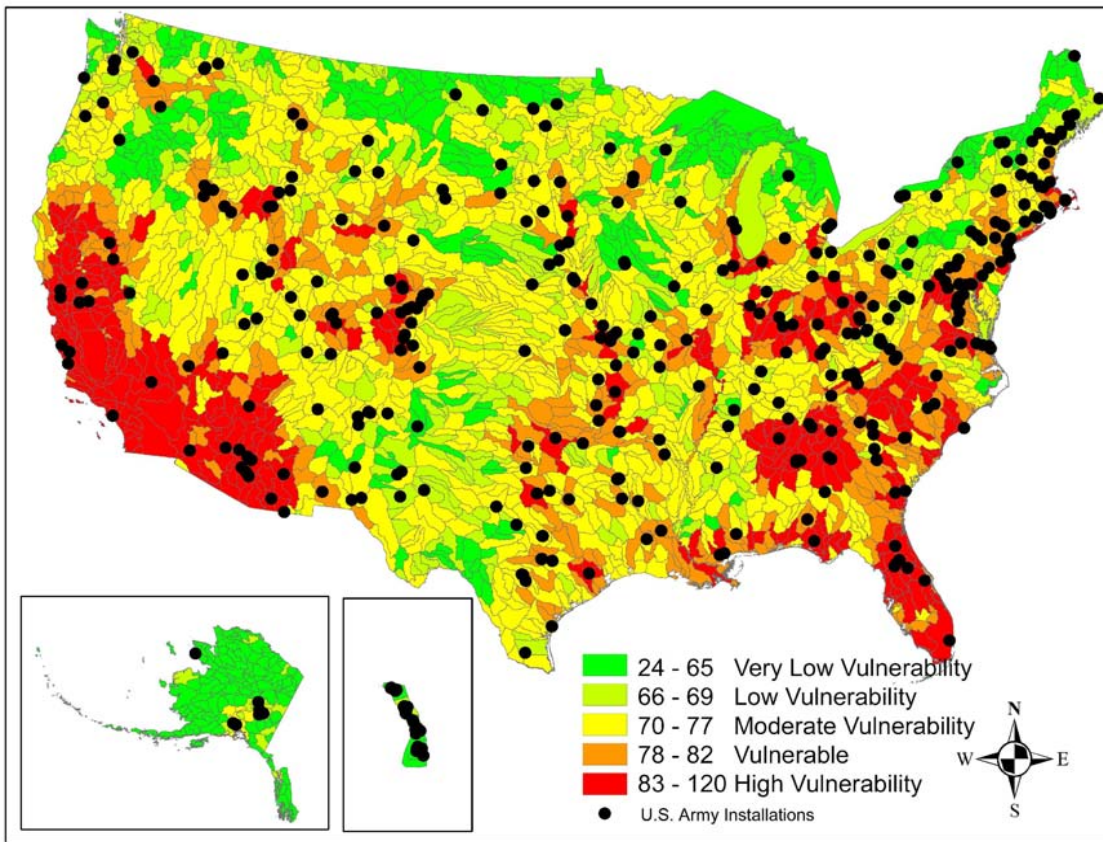 24 - 65 Very Low Vulnerability
66 - 69 Low Vulnerability
70 - 77 Moderate Vulnerability
78 - 82 Vulnerable
83 - 120 High Vulnerability
U.S. Army Installations
N
W E
S